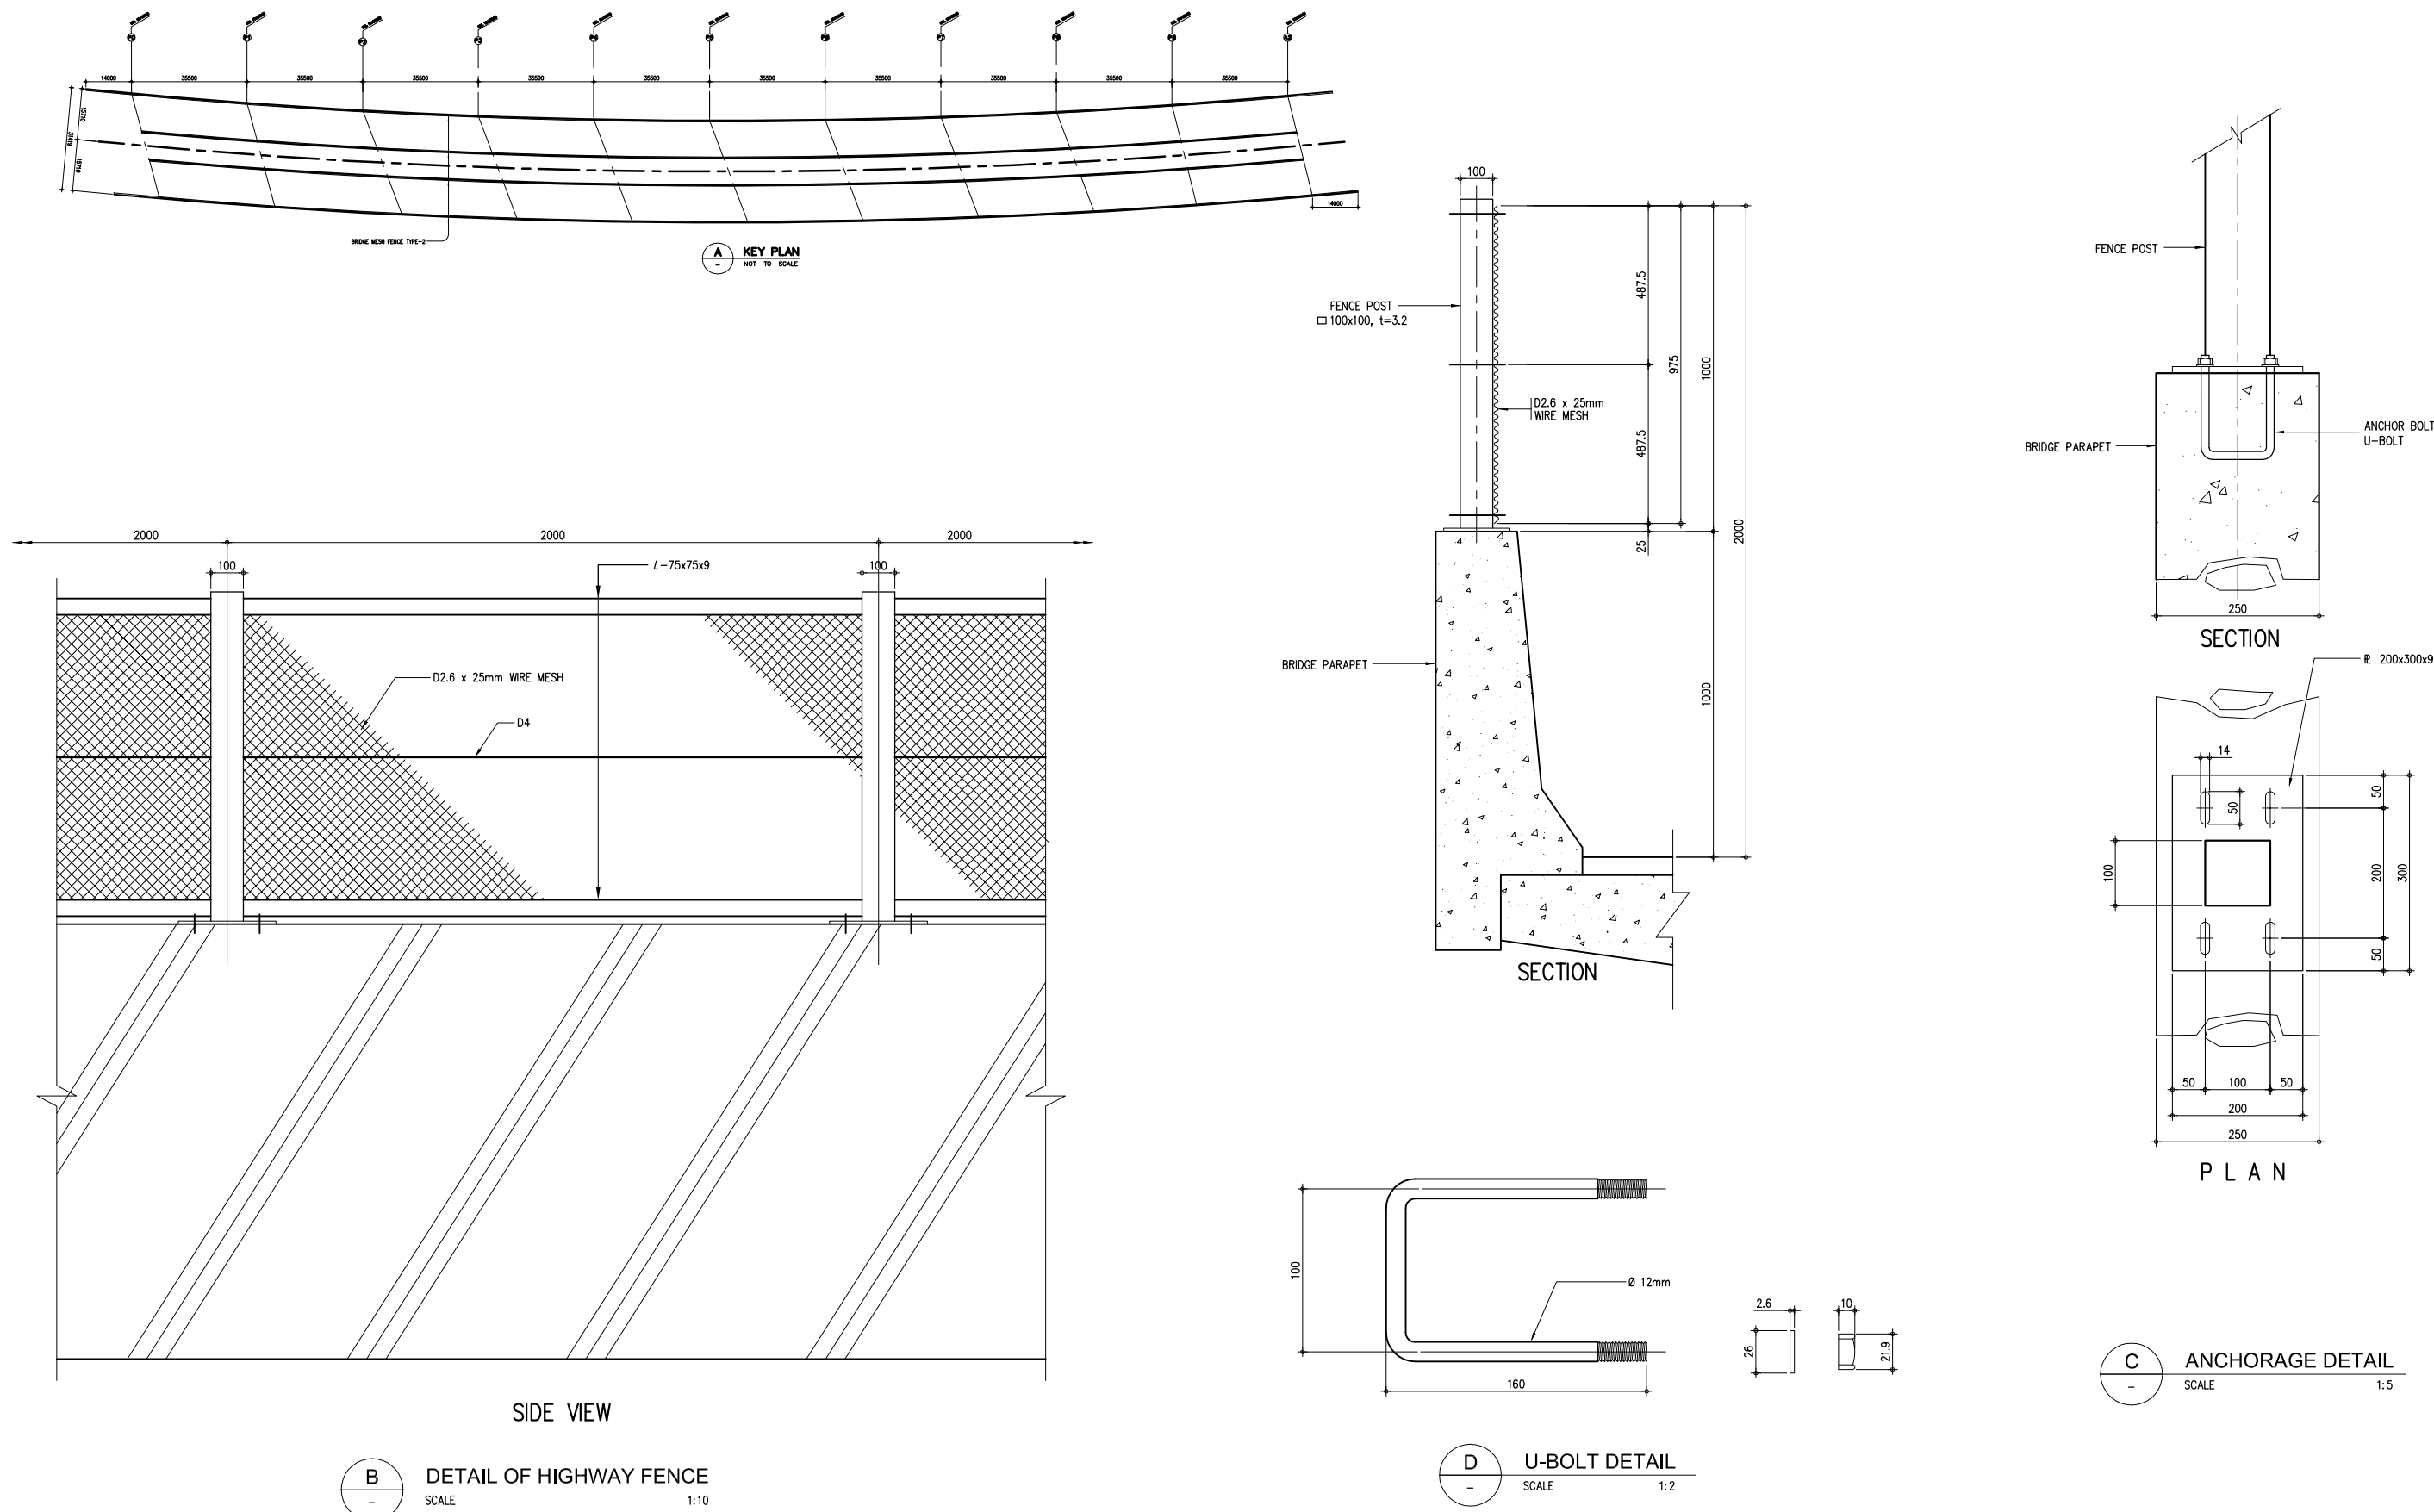 14000
35500
35500
35500
35500
35500
35500
35500
35500
35500
35500
15710
31419
15710
14000
BRIDGE MESH FENCE TYPE-2
A
-
KEY PLAN
NOT TO SCALE
2000
2000
2000
100
100
L-75x75x9
D2.6 x 25mm WIRE MESH
D4
SIDE VIEW
B
-
DETAIL OF HIGHWAY FENCE
SCALE 1:10
100
FENCE POST
□ 100x100, t=3.2
487.5
975
1000
2000
D2.6 x 25mm
WIRE MESH
487.5
25
BRIDGE PARAPET
1000
SECTION
100
Ø 12mm
160
2.6
26
10
21.9
D
-
U-BOLT DETAIL
SCALE 1:2
FENCE POST
ANCHOR BOLT
U-BOLT
BRIDGE PARAPET
250
SECTION
PL 200x300x9
14
50
50
100
200
300
50
50
100
50
200
250
PLAN
C
-
ANCHORAGE DETAIL
SCALE 1:5